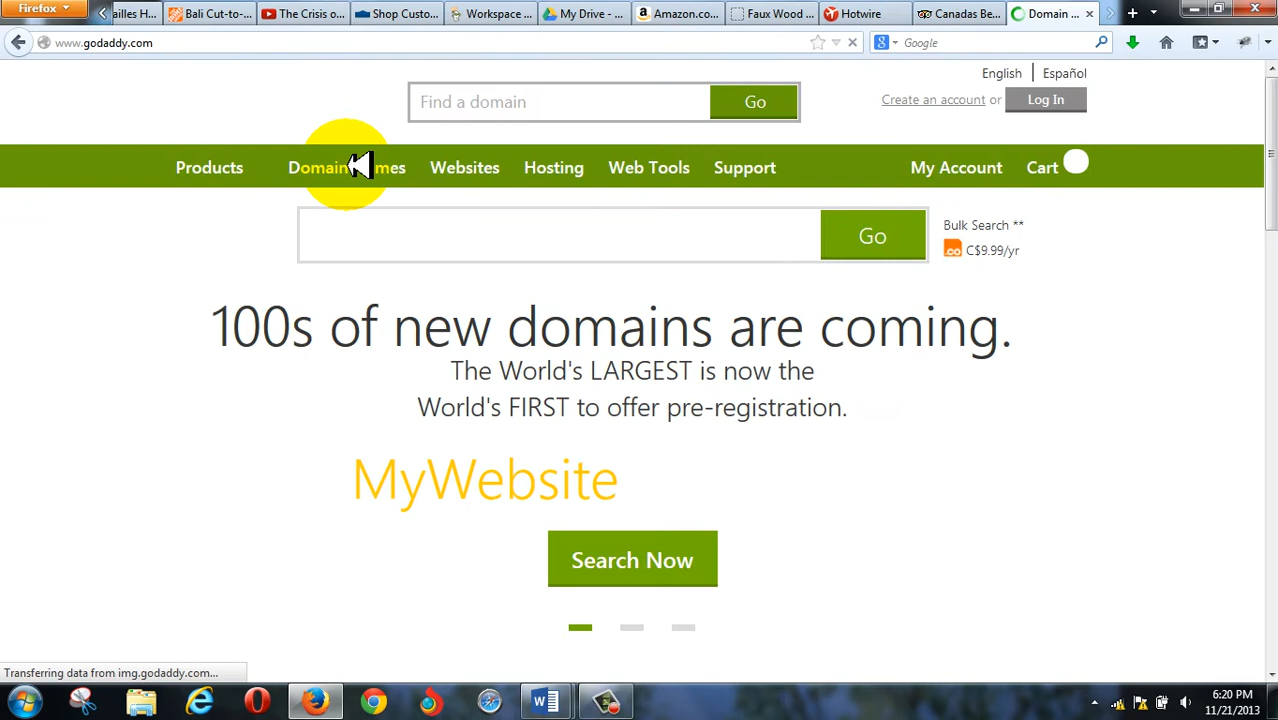 Firefox
ailles H...
Bali Cut-to-...
The Crisis o...
Shop Custo...
Workspace ...
My Drive - ...
Amazon.co...
Faux Wood ...
Hotwire
Canadas Be...
Domain ...
www.godaddy.com
Google
English
Español
Find a domain
Go
Create an account or
Log In
Products
Domain mes
Websites
Hosting
Web Tools
Support
My Account
Cart
Go
Bulk Search **
.co C$9.99/yr
100s of new domains are coming.
The World's LARGEST is now the
World's FIRST to offer pre-registration.
MyWebsite
Search Now
Transferring data from img.godaddy.com...
6:20 PM
11/21/2013